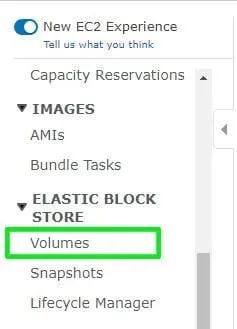 New EC2 Experience
Tell us what you think
Capacity Reservations
IMAGES
AMIs
Bundle Tasks
ELASTIC BLOCK
STORE
Volumes
Snapshots
Lifecycle Manager